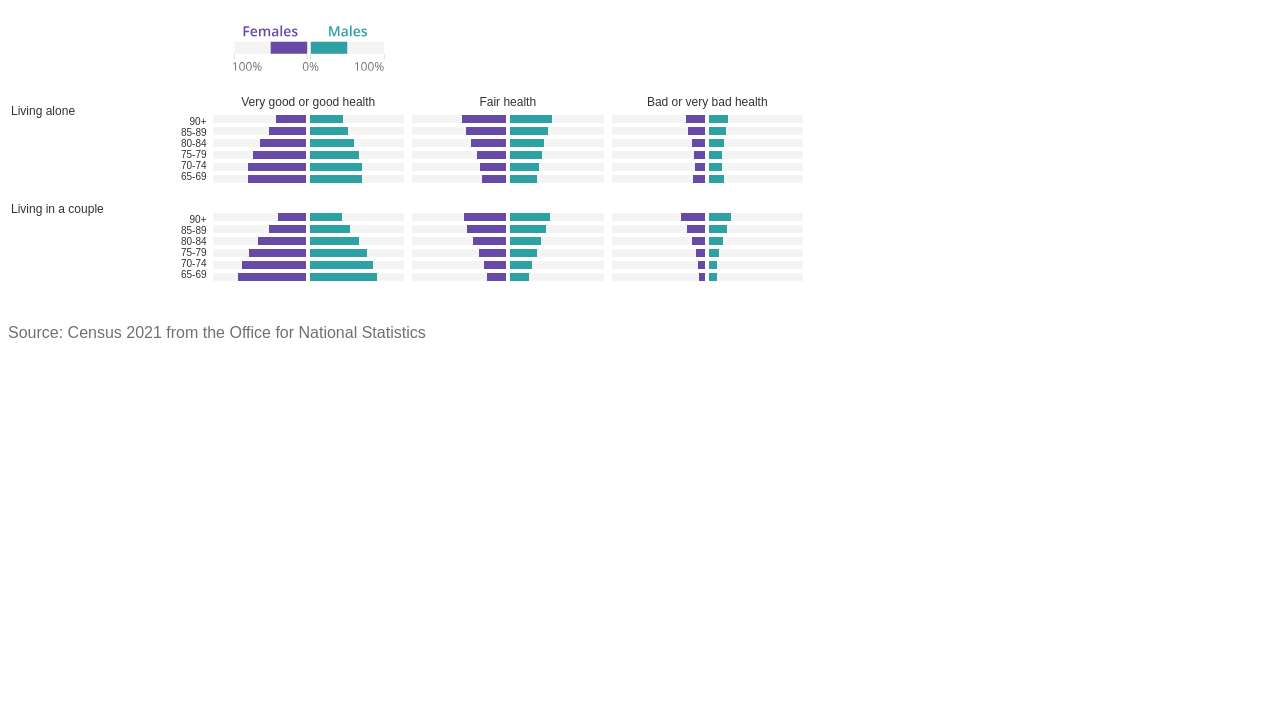 Females Males
100% 0% 100%
Very good or good health Fair health Bad or very bad health
Living alone
90+
85-89
80-84
75-79
70-74
65-69
Living in a couple
90+
85-89
80-84
75-79
70-74
65-69
Source: Census 2021 from the Office for National Statistics